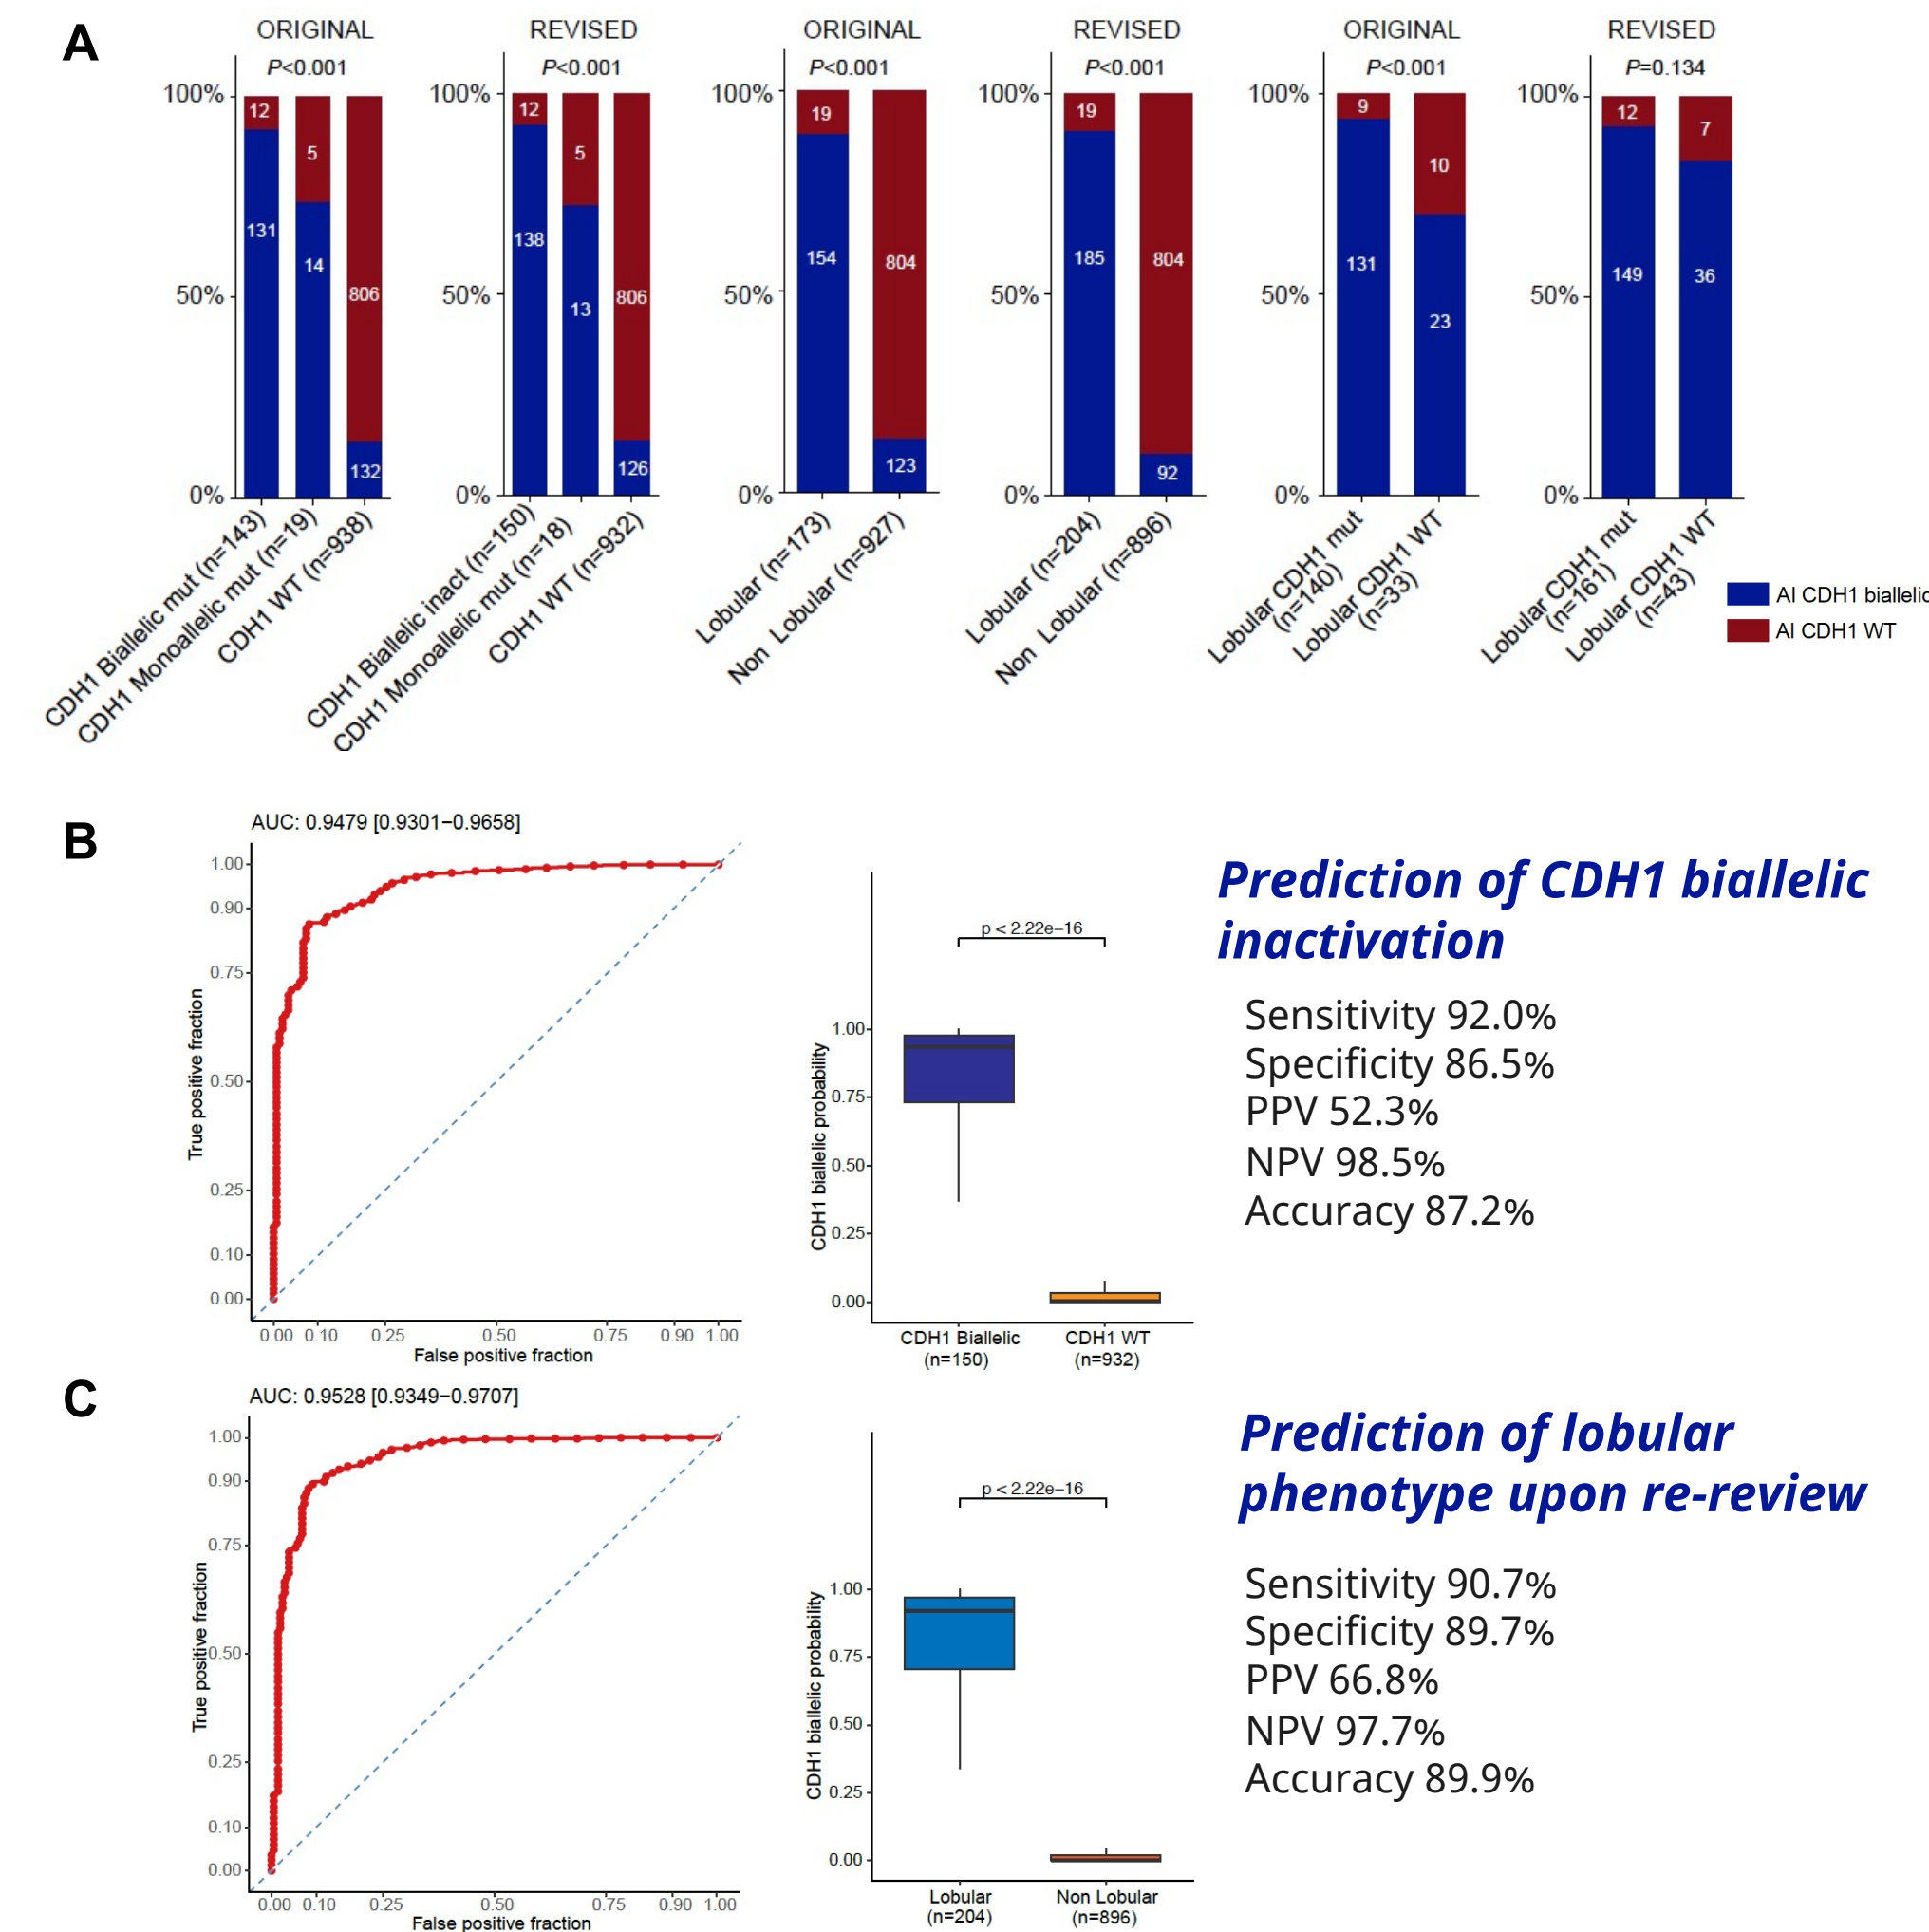 A
ORIGINAL
P<0.001
100%
50%
0%
12
131
5
14
806
132
CDH1 Biallelic mut (n=143)
CDH1 Monoallelic mut (n=19)
CDH1 WT (n=938)
REVISED
P<0.001
100%
50%
0%
12
138
5
13
806
126
CDH1 Biallelic inact (n=150)
CDH1 Monoallelic mut (n=18)
CDH1 WT (n=932)
ORIGINAL
P<0.001
100%
50%
0%
19
154
804
123
Lobular (n=173)
Non Lobular (n=927)
REVISED
P<0.001
100%
50%
0%
19
185
804
92
Lobular (n=204)
Non Lobular (n=896)
ORIGINAL
P<0.001
100%
50%
0%
9
131
10
23
Lobular CDH1 mut
(n=140)
Lobular CDH1 WT
(n=33)
REVISED
P=0.134
100%
50%
0%
12
149
7
36
Lobular CDH1 mut
(n=161)
Lobular CDH1 WT
(n=43)
AI CDH1 biallelic
AI CDH1 WT
B
AUC: 0.9479 [0.9301−0.9658]
True positive fraction
1.00
0.90
0.75
0.50
0.25
0.10
0.00
0.00 0.10 0.25 0.50 0.75 0.90 1.00
False positive fraction
p < 2.22e−16
CDH1 biallelic probability
1.00
0.75
0.50
0.25
0.00
CDH1 Biallelic
(n=150)
CDH1 WT
(n=932)
Prediction of CDH1 biallelic
inactivation
Sensitivity 92.0%
Specificity 86.5%
PPV 52.3%
NPV 98.5%
Accuracy 87.2%
C
AUC: 0.9528 [0.9349−0.9707]
True positive fraction
1.00
0.90
0.75
0.50
0.25
0.10
0.00
0.00 0.10 0.25 0.50 0.75 0.90 1.00
False positive fraction
p < 2.22e−16
CDH1 biallelic probability
1.00
0.75
0.50
0.25
0.00
Lobular
(n=204)
Non Lobular
(n=896)
Prediction of lobular
phenotype upon re-review
Sensitivity 90.7%
Specificity 89.7%
PPV 66.8%
NPV 97.7%
Accuracy 89.9%